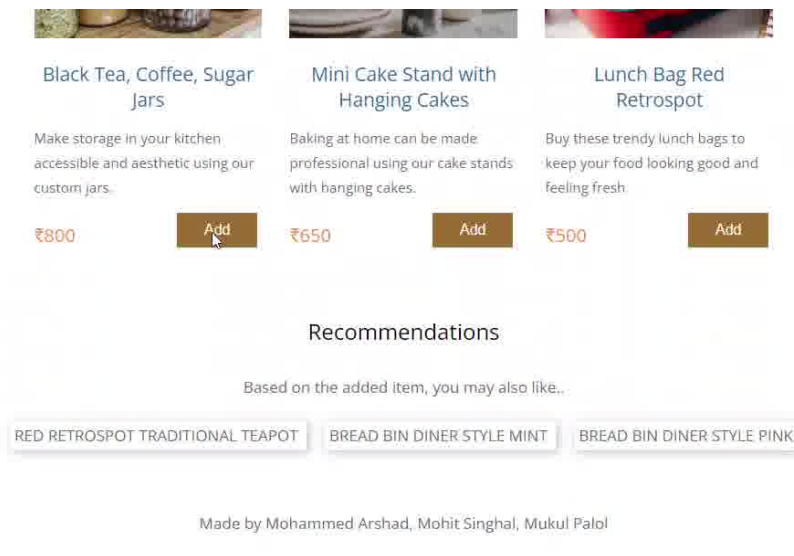 Black Tea, Coffee, Sugar
Jars
Make storage in your kitchen
accessible and aesthetic using our
custom jars.
₹800
Add
Mini Cake Stand with
Hanging Cakes
Baking at home can be made
professional using our cake stands
with hanging cakes.
₹650
Add
Lunch Bag Red
Retrospot
Buy these trendy lunch bags to
keep your food looking good and
feeling fresh
₹500
Add
Recommendations
Based on the added item, you may also like..
RED RETROSPOT TRADITIONAL TEAPOT
BREAD BIN DINER STYLE MINT
BREAD BIN DINER STYLE PINK
Made by Mohammed Arshad, Mohit Singhal, Mukul Palol